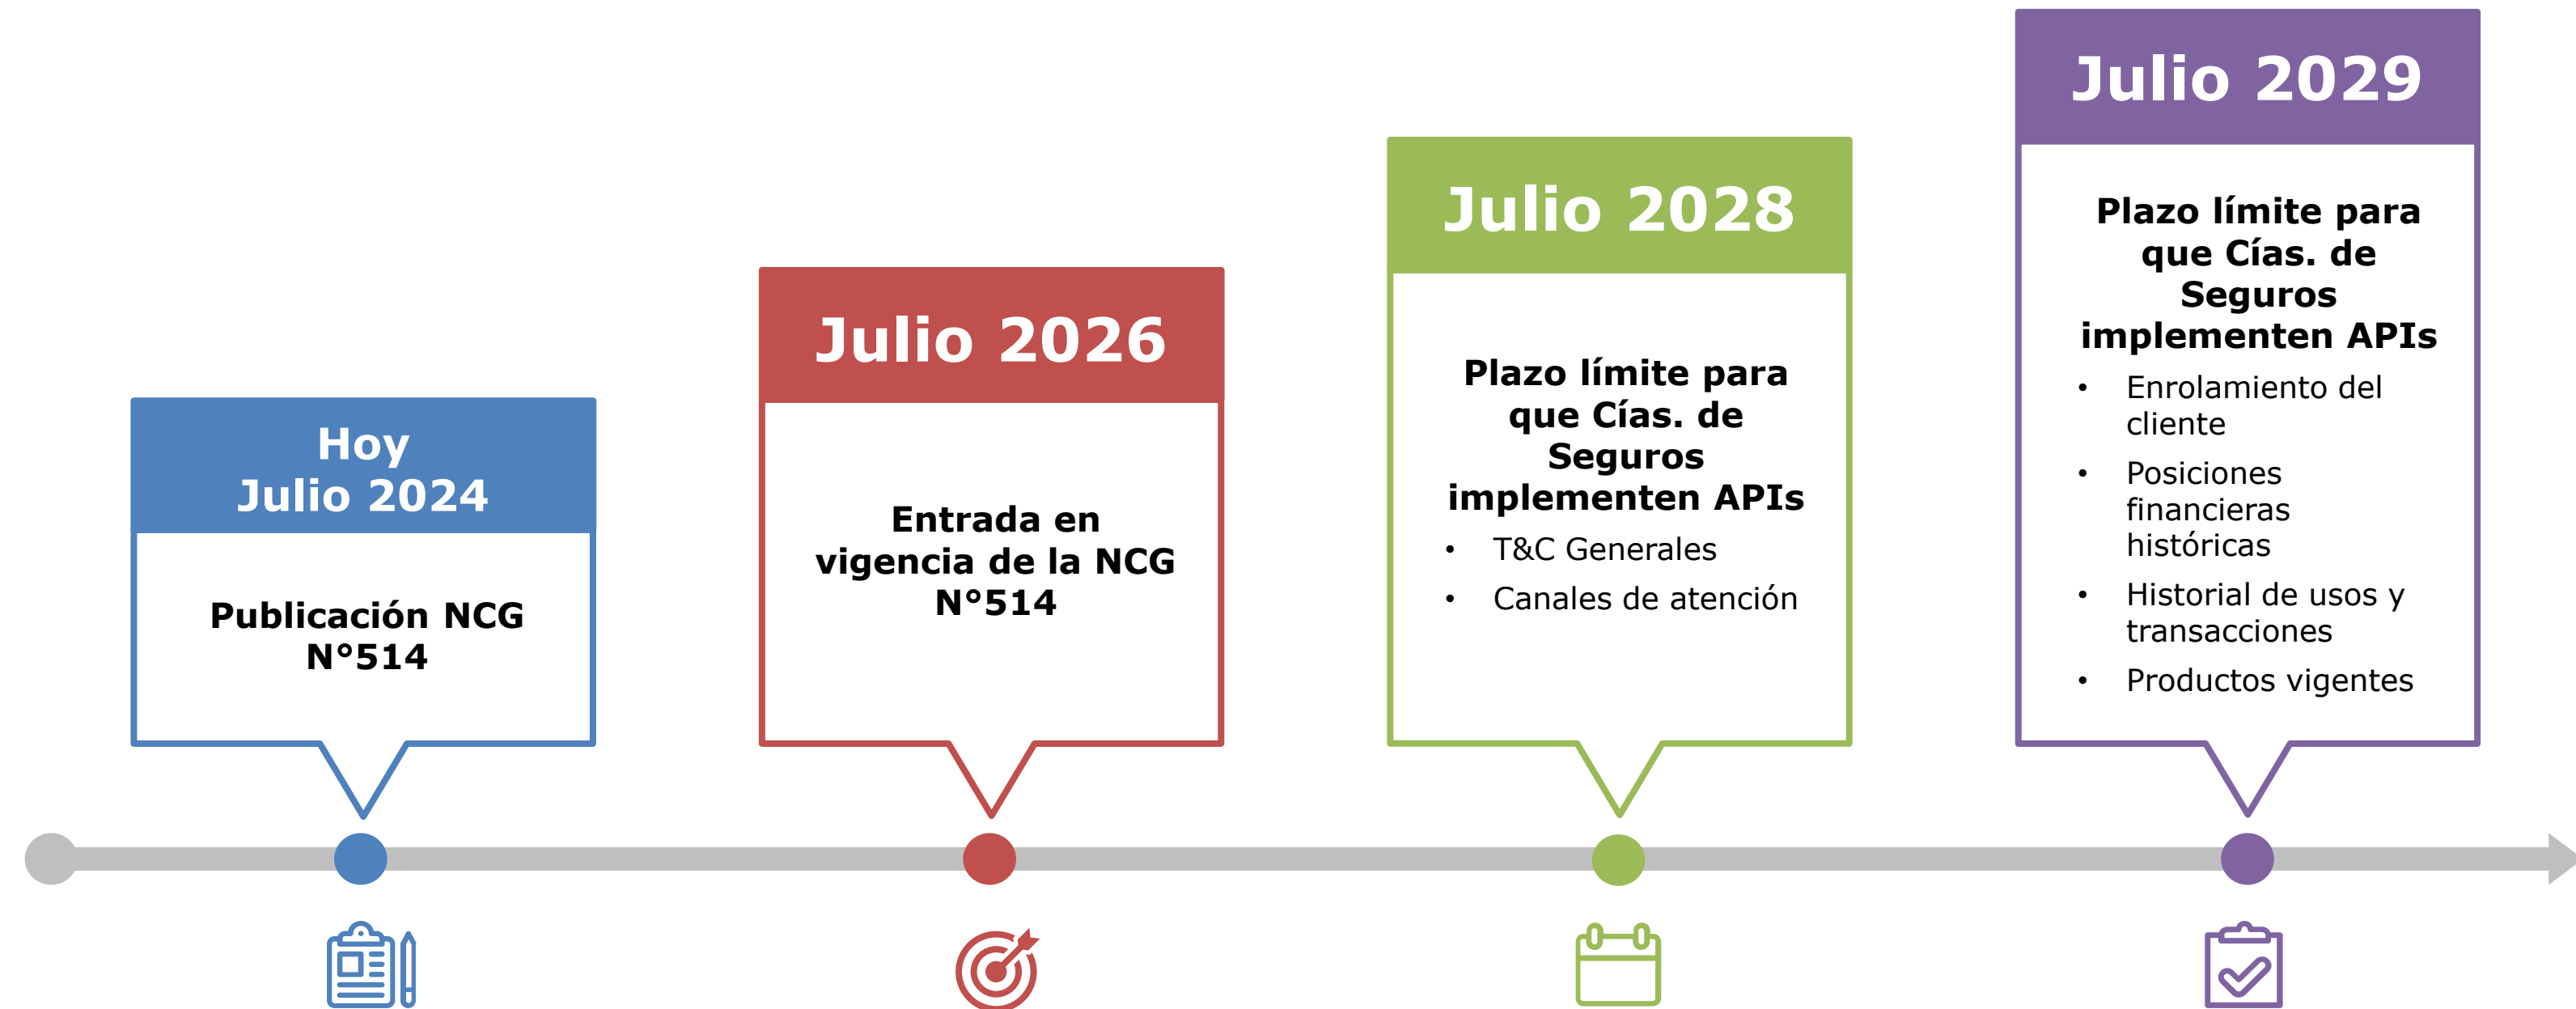 Hoy
Julio 2024
Publicación NCG
N°514
Julio 2026
Entrada en
vigencia de la NCG
N°514
Julio 2028
Plazo límite para
que Cías. de
Seguros
implementen APIs
• T&C Generales
• Canales de atención
Julio 2029
Plazo límite para
que Cías. de
Seguros
implementen APIs
• Enrolamiento del
cliente
• Posiciones
financieras
históricas
• Historial de usos y
transacciones
• Productos vigentes